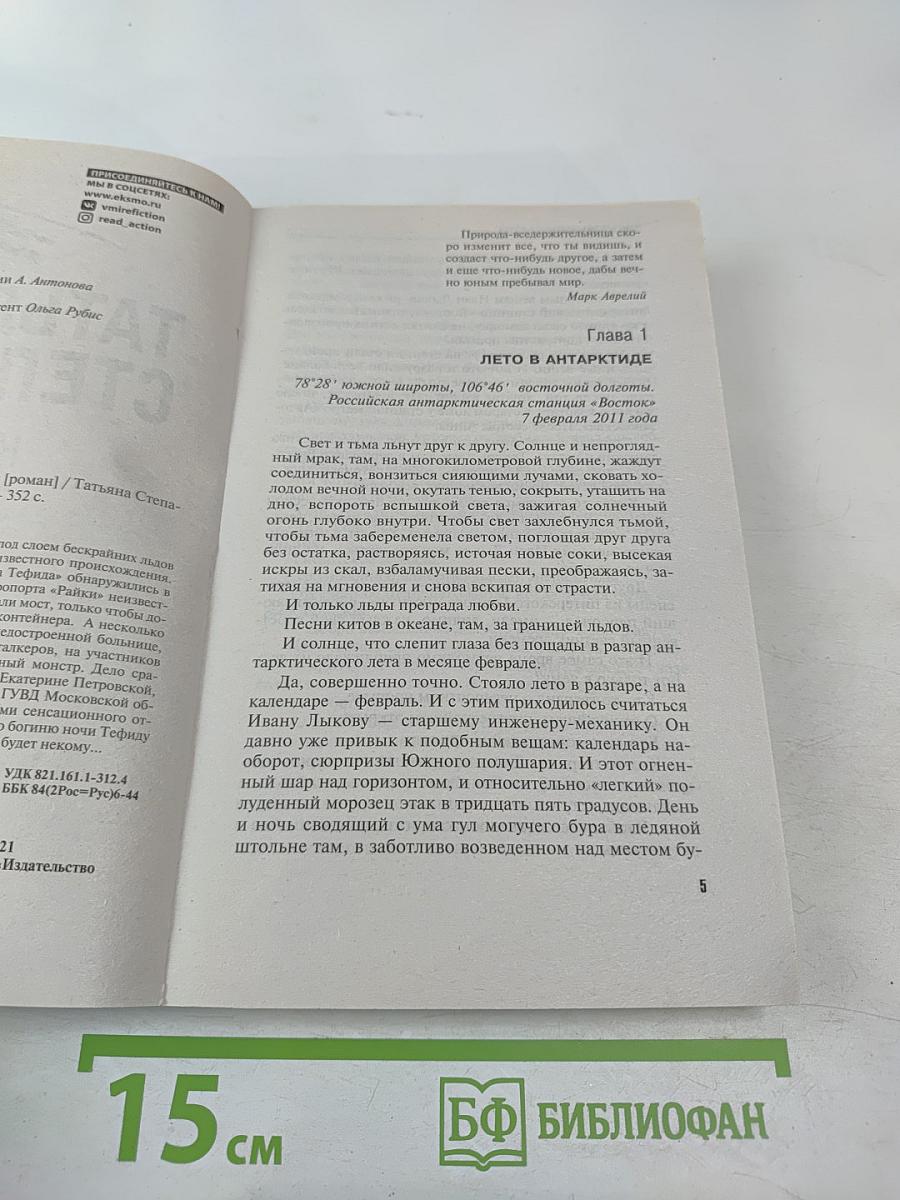 ПРИСОЕДИНЯЙТЕСЬ К НАМ!
МЫ В СОЦСЕТЯХ:
www.eksmo.ru
vmirefiction
read_action
А. Антонова
Ольга Рубис
[роман] / Татьяна Степа-
352 с.
под слоем бескрайних льдов
известного происхождения.
Тефида» обнаружились в
«Райки» неизвест-
мост, только чтобы до-
контейнера. А несколько
недостроенной больнице,
на участников
монстр. Дело сра-
Екатерине Петровской,
ГУВД Московской об-
сенсационного от-
богиню ночи Тефиду
будет некому...
УДК 821.161.1-312.4
ББК 84(2Рос=Рус)6-44
21
«Издательство
Природа-вседержительница ско-
ро изменит все, что ты видишь, и
создаст что-нибудь другое, а затем
и еще что-нибудь новое, дабы веч-
но юным пребывал мир.
Марк Аврелий
Глава 1
ЛЕТО В АНТАРКТИДЕ
78°28' южной широты, 106°46' восточной долготы.
Российская антарктическая станция «Восток»
7 февраля 2011 года
Свет и тьма льнут друг к другу. Солнце и непрогляд-
ный мрак, там, на многокилометровой глубине, жаждут
соединиться, вонзиться сияющими лучами, сковать хо-
лодом вечной ночи, окутать тенью, сокрыть, утащить на
дно, вспороть вспышкой света, зажигая солнечный
огонь глубоко внутри. Чтобы свет захлебнулся тьмой,
чтобы тьма забеременела светом, поглощая друг друга
без остатка, растворяясь, источая новые соки, высекая
искры из скал, взбаламучивая пески, преображаясь, за-
тихая на мгновения и снова вскипая от страсти.
И только льды преграда любви.
Песни китов в океане, там, за границей льдов.
И солнце, что слепит глаза без пощады в разгар ан-
тарктического лета в месяце феврале.
Да, совершенно точно. Стояло лето в разгаре, а на
календаре — февраль. И с этим приходилось считаться
Ивану Лыкову — старшему инженеру-механику. Он
давно уже привык к подобным вещам: календарь на-
оборот, сюрпризы Южного полушария. И этот огнен-
ный шар над горизонтом, и относительно «легкий» по-
луденный морозец этак в тридцать пять градусов. День
и ночь сводящий с ума гул могучего бура в ледяной
штольне там, в заботливо возведенном над местом бу-
5
15 см
БФ БИБЛИОФАН